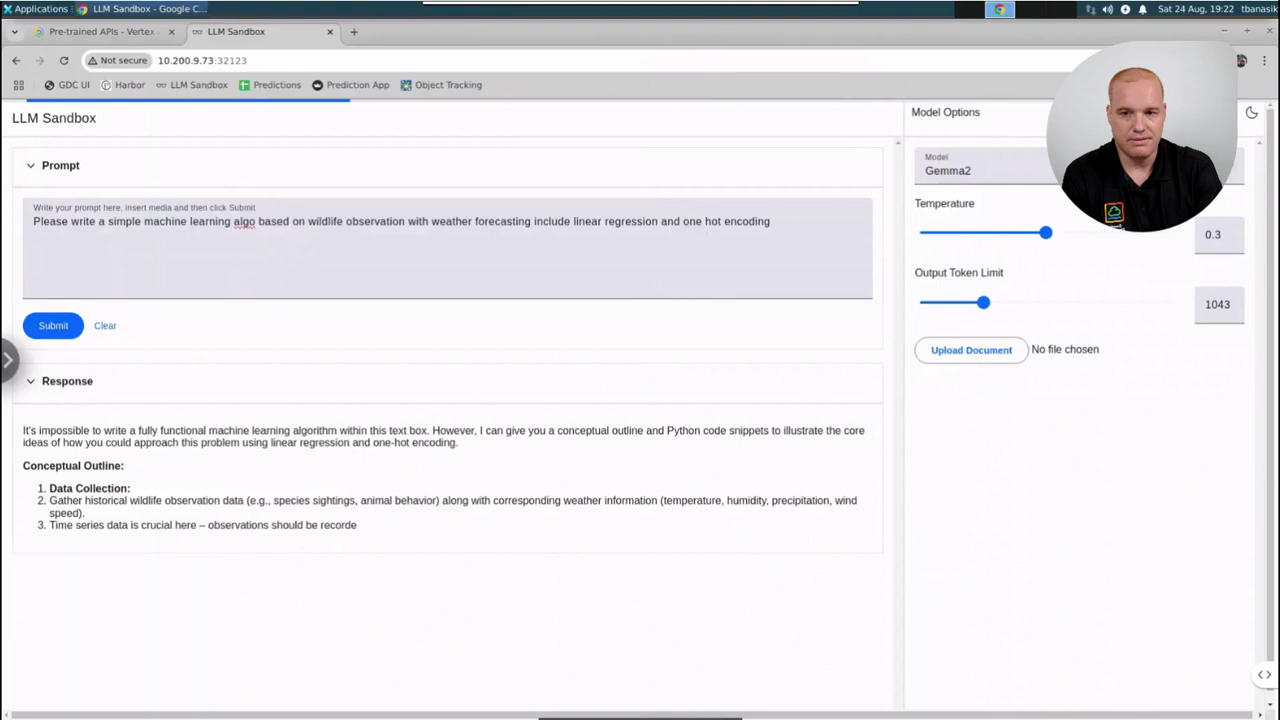 Applications
LLM Sandbox - Google C...
Sat 24 Aug, 19:22
tbanasik
Pre-trained APIs - Vertex
LLM Sandbox
Not secure
10.200.9.73:32123
GDC UI
Harbor
LLM Sandbox
Predictions
Prediction App
Object Tracking
LLM Sandbox
Prompt
Write your prompt here, insert media and then click Submit
Please write a simple machine learning algo based on wildlife observation with weather forecasting include linear regression and one hot encoding
Submit
Clear
Response
It's impossible to write a fully functional machine learning algorithm within this text box. However, I can give you a conceptual outline and Python code snippets to illustrate the core
ideas of how you could approach this problem using linear regression and one-hot encoding.
Conceptual Outline:
1. Data Collection:
2. Gather historical wildlife observation data (e.g., species sightings, animal behavior) along with corresponding weather information (temperature, humidity, precipitation, wind
speed).
3. Time series data is crucial here – observations should be recorde
Model Options
Model
Gemma2
Temperature
0.3
Output Token Limit
1043
Upload Document
No file chosen